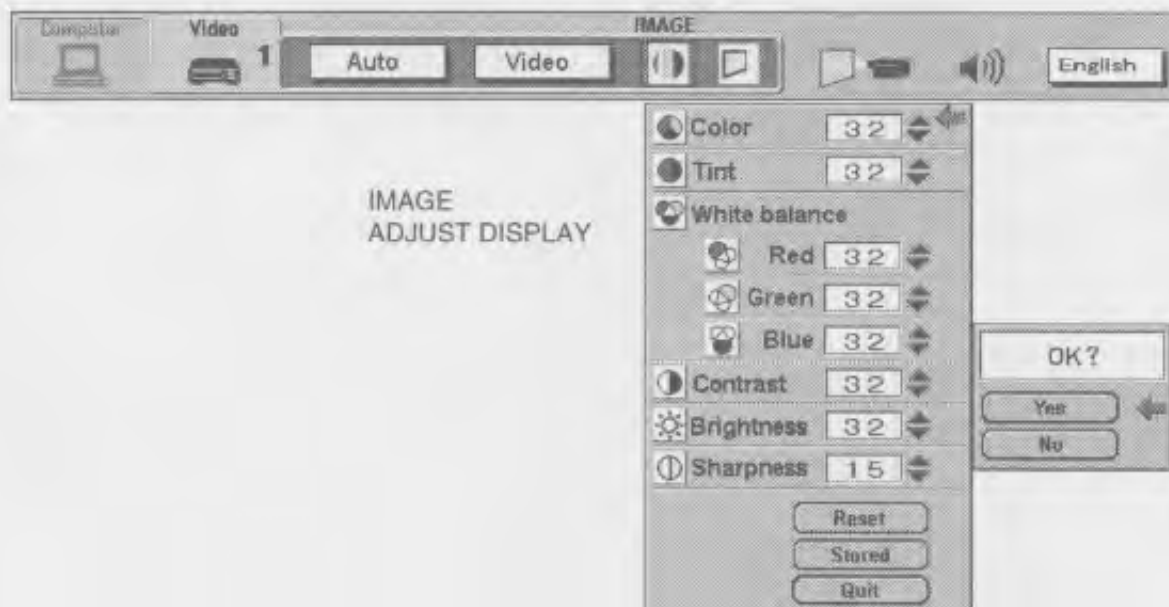 IMAGE
Computer Video
1 Auto Video English
Color 32
Tint 32
IMAGE
ADJUST DISPLAY
White balance
Red 32
Green 32
Blue 32
Contrast 32
Brightness 32
Sharpness 15
OK?
Yes
No
Reset
Stored
Quit